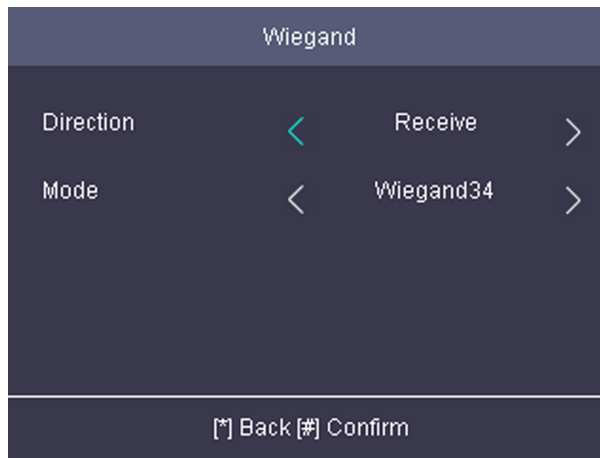 Wiegand
Direction Receive
Mode Wiegand34
[*] Back [#] Confirm